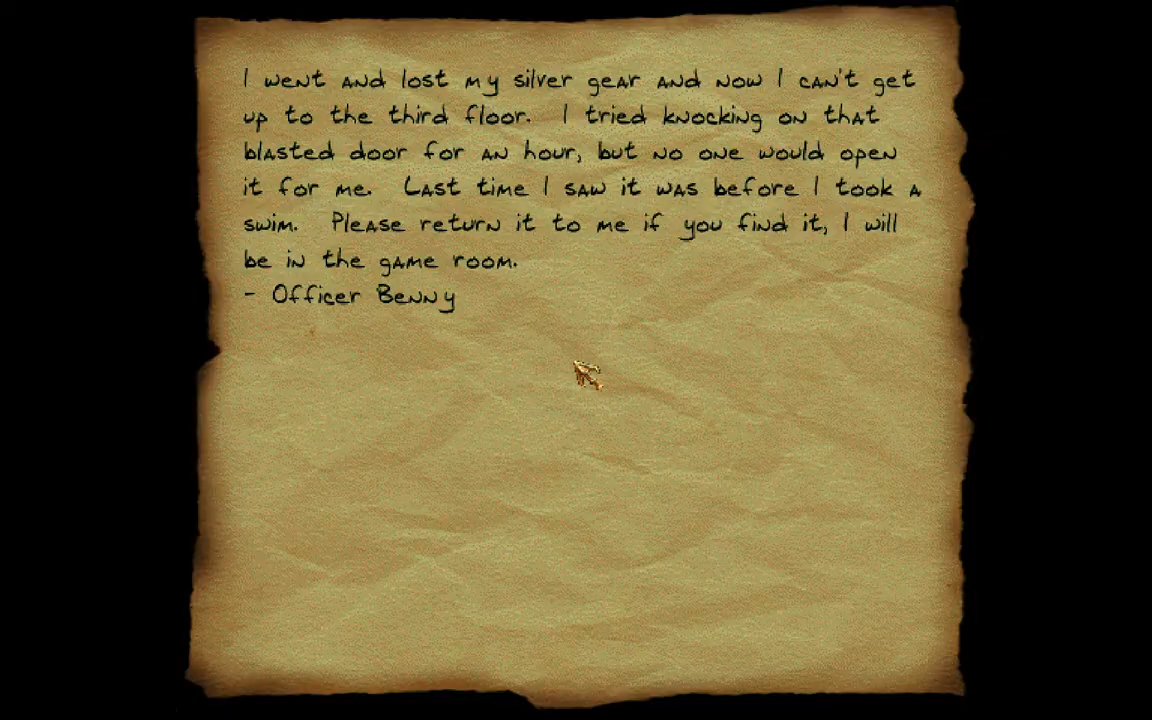 I went and lost my silver gear and now I can't get
up to the third floor. I tried knocking on that
blasted door for an hour, but no one would open
it for me. Last time I saw it was before I took a
swim. Please return it to me if you find it, I will
be in the game room.
- Officer Benny